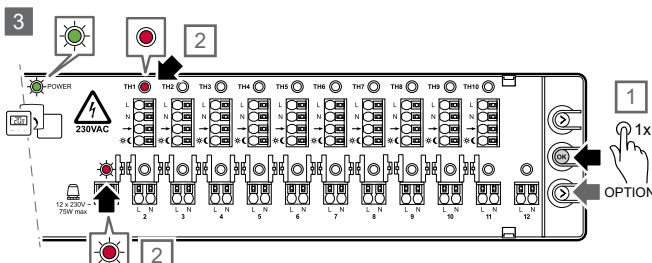 3
2
POWER
TH1 TH2 TH3 TH4 TH5 TH6 TH7 TH8 TH9 TH10
L
N
230VAC
1
1x
OK
OPTION
12 x 230V ~
75W max
L N L N L N L N L N L N L N L N L N L N L N
2 3 4 5 6 7 8 9 10 11 12
2